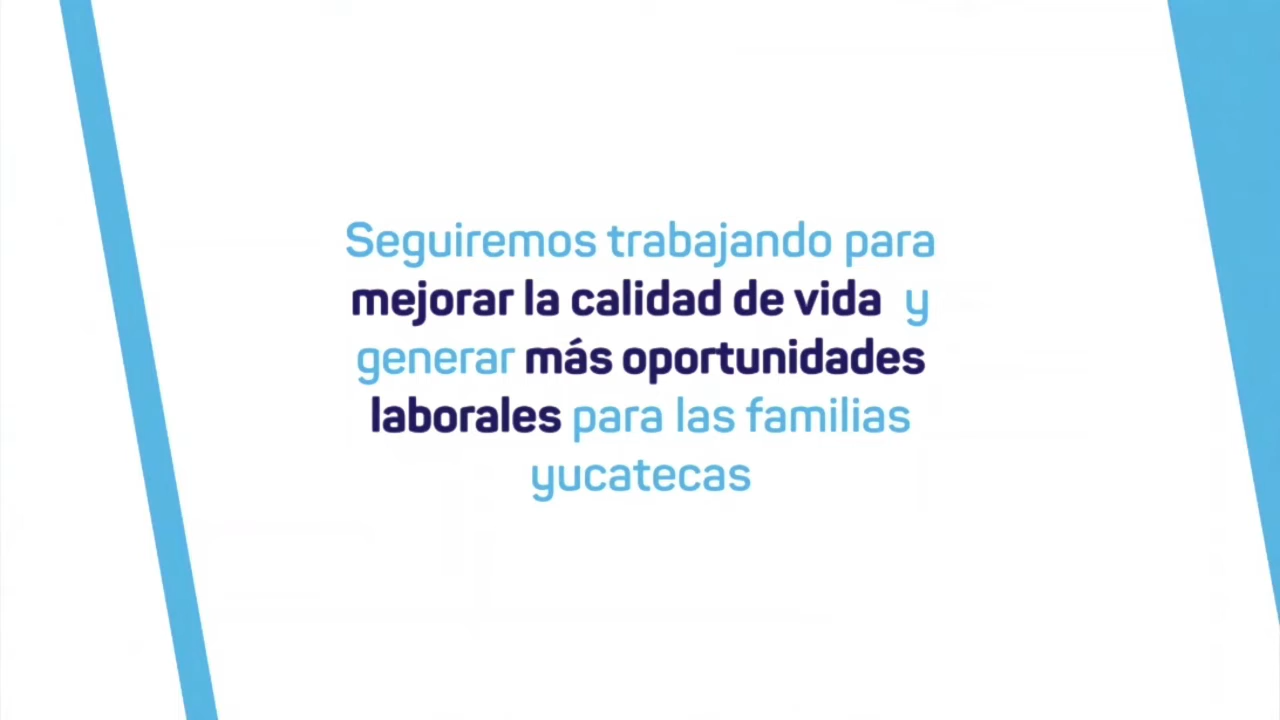 Seguiremos trabajando para
mejorar la calidad de vida y
generar más oportunidades
laborales para las familias
yucatecas